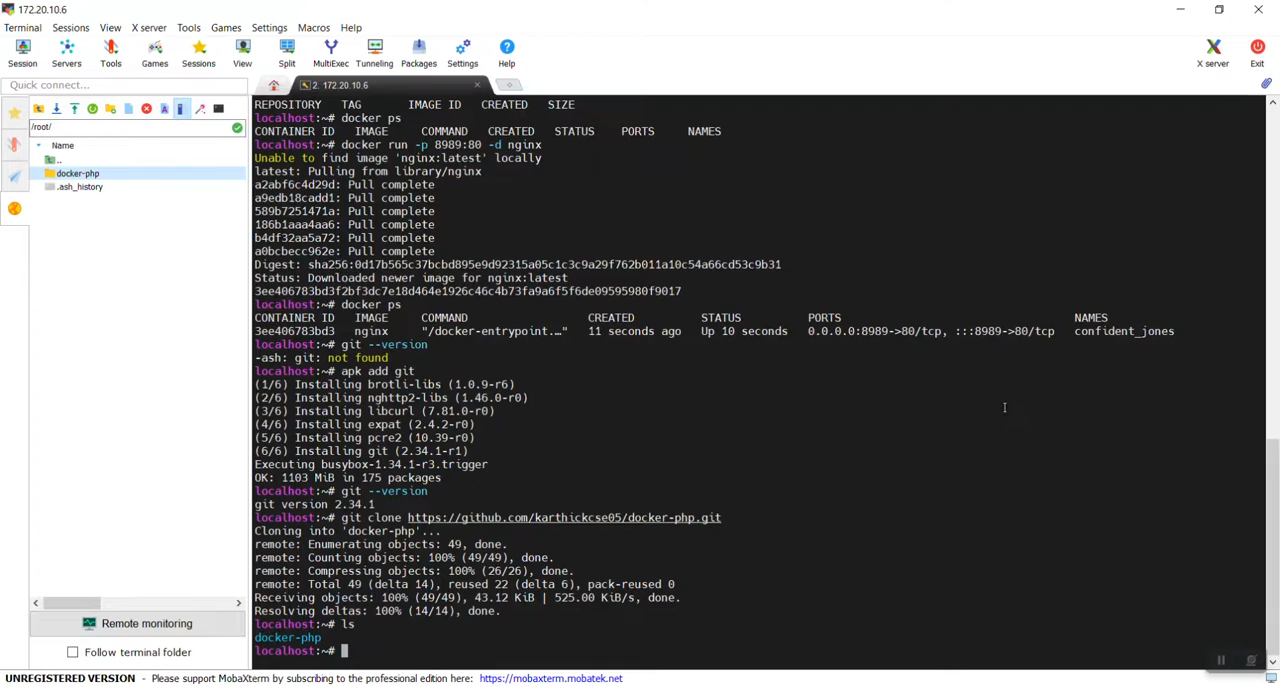 172.20.10.6
Terminal Sessions View X server Tools Games Settings Macros Help
Session Servers Tools Games Sessions View Split MultiExec Tunneling Packages Settings Help X server Exit
Quick connect...
2. 172.20.10.6
/root/
Name
..
docker-php
.ash_history
REPOSITORY TAG IMAGE ID CREATED SIZE
localhost:~# docker ps
CONTAINER ID IMAGE COMMAND CREATED STATUS PORTS NAMES
localhost:~# docker run -p 8989:80 -d nginx
Unable to find image 'nginx:latest' locally
latest: Pulling from library/nginx
a2abf6c4d29d: Pull complete
a9edb18cadd1: Pull complete
589b7251471a: Pull complete
186b1aaa4aa6: Pull complete
b4df32aa5a72: Pull complete
a0bcbecc962e: Pull complete
Digest: sha256:0d17b565c37bcbd895e9d92315a05c1c3c9a29f762b011a10c54a66cd53c9b31
Status: Downloaded newer image for nginx:latest
3ee406783bd3f2bf3dc7e18d464e1926c46c4b73fa9a6f5f6de09595980f9017
localhost:~# docker ps
CONTAINER ID IMAGE COMMAND CREATED STATUS PORTS NAMES
3ee406783bd3 nginx "/docker-entrypoint.…" 11 seconds ago Up 10 seconds 0.0.0.0:8989->80/tcp, :::8989->80/tcp confident_jones
localhost:~# git --version
-ash: git: not found
localhost:~# apk add git
(1/6) Installing brotli-libs (1.0.9-r6)
(2/6) Installing nghttp2-libs (1.46.0-r0)
(3/6) Installing libcurl (7.81.0-r0)
(4/6) Installing expat (2.4.2-r0)
(5/6) Installing pcre2 (10.39-r0)
(6/6) Installing git (2.34.1-r1)
Executing busybox-1.34.1-r3.trigger
OK: 1103 MiB in 175 packages
localhost:~# git --version
git version 2.34.1
localhost:~# git clone https://github.com/karthickcse05/docker-php.git
Cloning into 'docker-php'...
remote: Enumerating objects: 49, done.
remote: Counting objects: 100% (49/49), done.
remote: Compressing objects: 100% (26/26), done.
remote: Total 49 (delta 14), reused 22 (delta 6), pack-reused 0
Receiving objects: 100% (49/49), 43.12 KiB | 525.00 KiB/s, done.
Resolving deltas: 100% (14/14), done.
localhost:~# ls
docker-php
localhost:~#
Remote monitoring
Follow terminal folder
UNREGISTERED VERSION - Please support MobaXterm by subscribing to the professional edition here: https://mobaxterm.mobatek.net